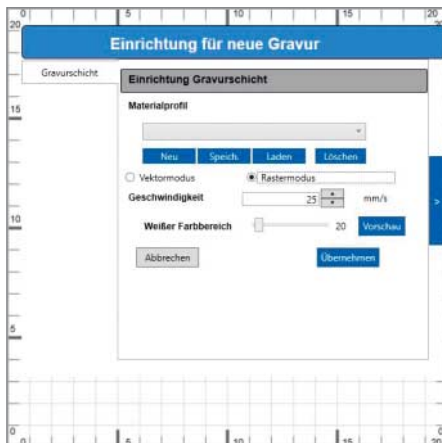 0 5 10 15 20
20
Einrichtung für neue Gravur
Gravurschicht
Einrichtung Gravurschicht
Materialprofil
15
Neu Speich. Laden Löschen
Vektormodus Rastermodus
Geschwindigkeit 25 mm/s
>
10
Weißer Farbbereich 20 Vorschau
Abbrechen Übernehmen
5
0
0 5 10 15 20